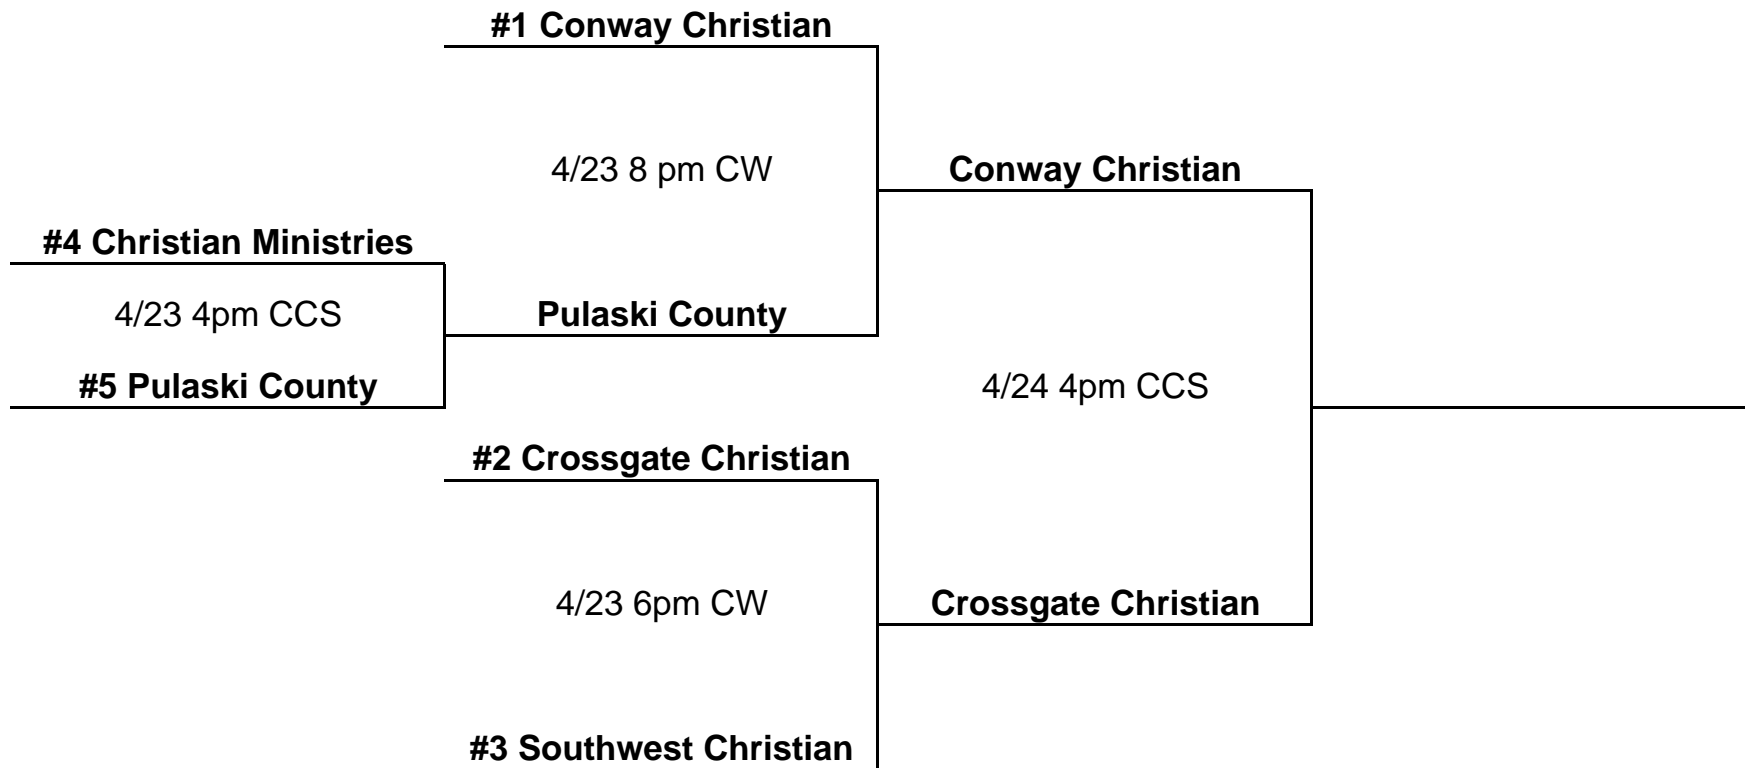 #1 Conway Christian
4/23 8 pm CW
Conway Christian
#4 Christian Ministries
4/23 4pm CCS
Pulaski County
#5 Pulaski County
4/24 4pm CCS
#2 Crossgate Christian
4/23 6pm CW
Crossgate Christian
#3 Southwest Christian